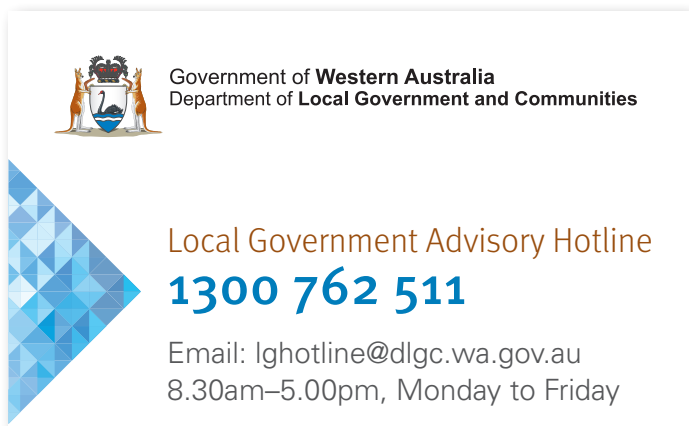 Government of Western Australia
Department of Local Government and Communities
Local Government Advisory Hotline
1300 762 511
Email: lghotline@dlgc.wa.gov.au
8.30am–5.00pm, Monday to Friday